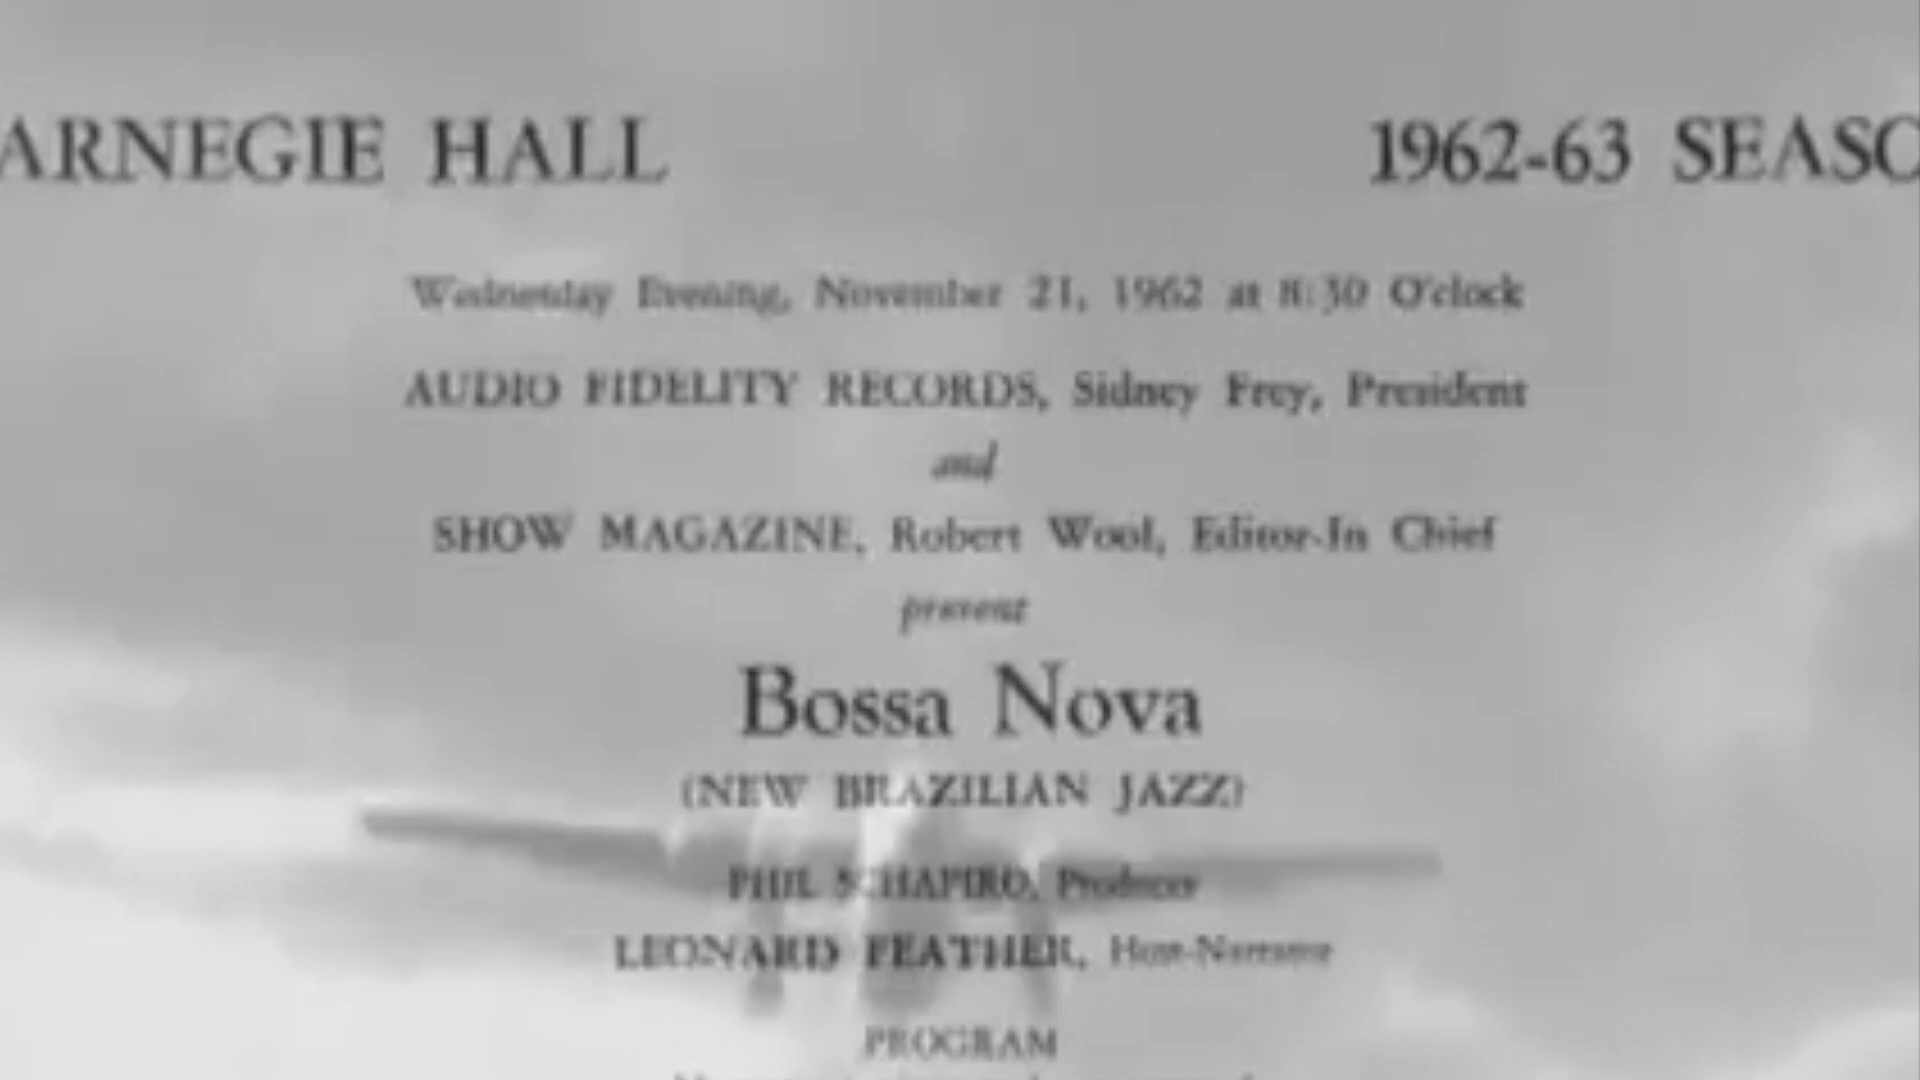 ARNEGIE HALL 1962-63 SEASO
Wednesday Evening, November 21, 1962 at 8:30 O'clock
AUDIO FIDELITY RECORDS, Sidney Frey, President
and
SHOW MAGAZINE, Robert Wool, Editor-In Chief
present
Bossa Nova
(NEW BRAZILIAN JAZZ)
PHIL SCHAPIRO, Producer
LEONARD FEATHER, Host-Narrator
PROGRAM